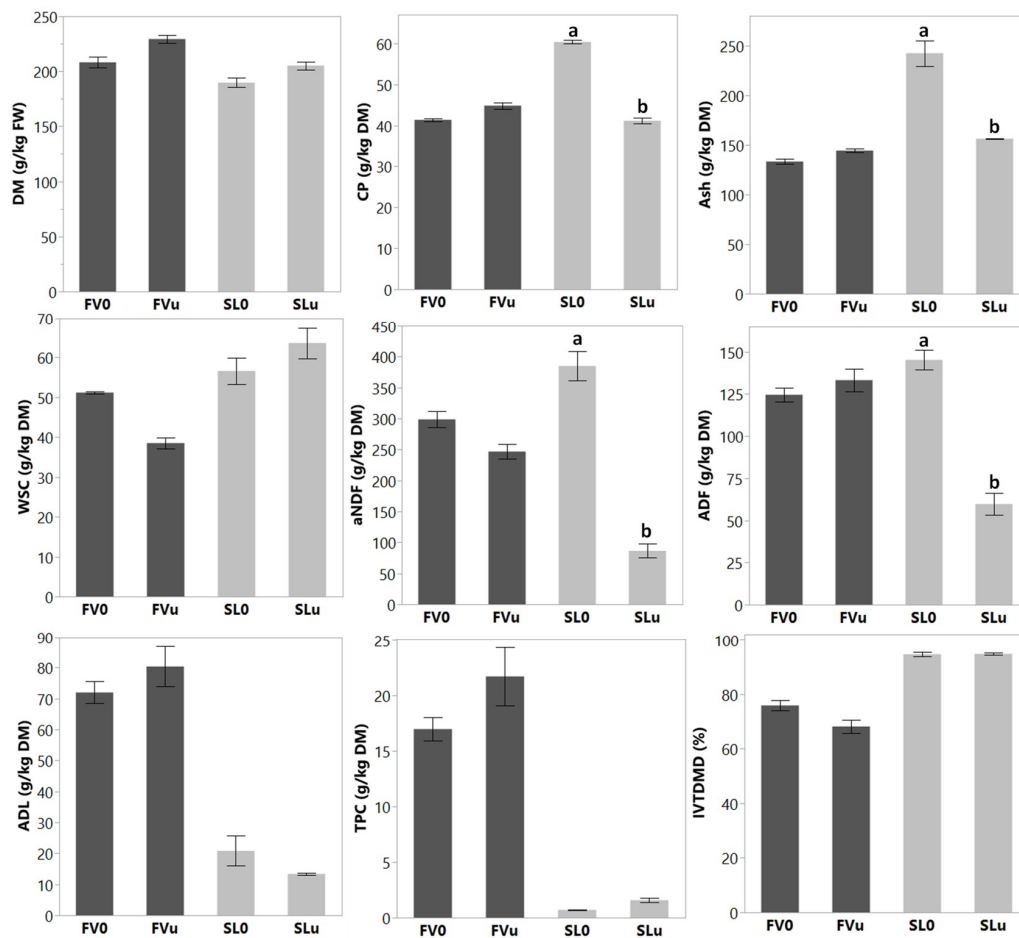 DM (g/kg FW)
250
200
150
100
50
0
FV0 FVu SL0 SLu
CP (g/kg DM)
60
50
40
30
20
10
0
a
b
FV0 FVu SL0 SLu
Ash (g/kg DM)
250
200
150
100
50
0
a
b
FV0 FVu SL0 SLu
WSC (g/kg DM)
70
60
50
40
30
20
10
0
FV0 FVu SL0 SLu
aNDF (g/kg DM)
450
400
350
300
250
200
150
100
50
0
a
b
FV0 FVu SL0 SLu
ADF (g/kg DM)
150
125
100
75
50
25
0
a
b
FV0 FVu SL0 SLu
ADL (g/kg DM)
90
80
70
60
50
40
30
20
10
0
FV0 FVu SL0 SLu
TPC (g/kg DM)
25
20
15
10
5
0
FV0 FVu SL0 SLu
IVTDMD (%)
100
80
60
40
20
0
FV0 FVu SL0 SLu